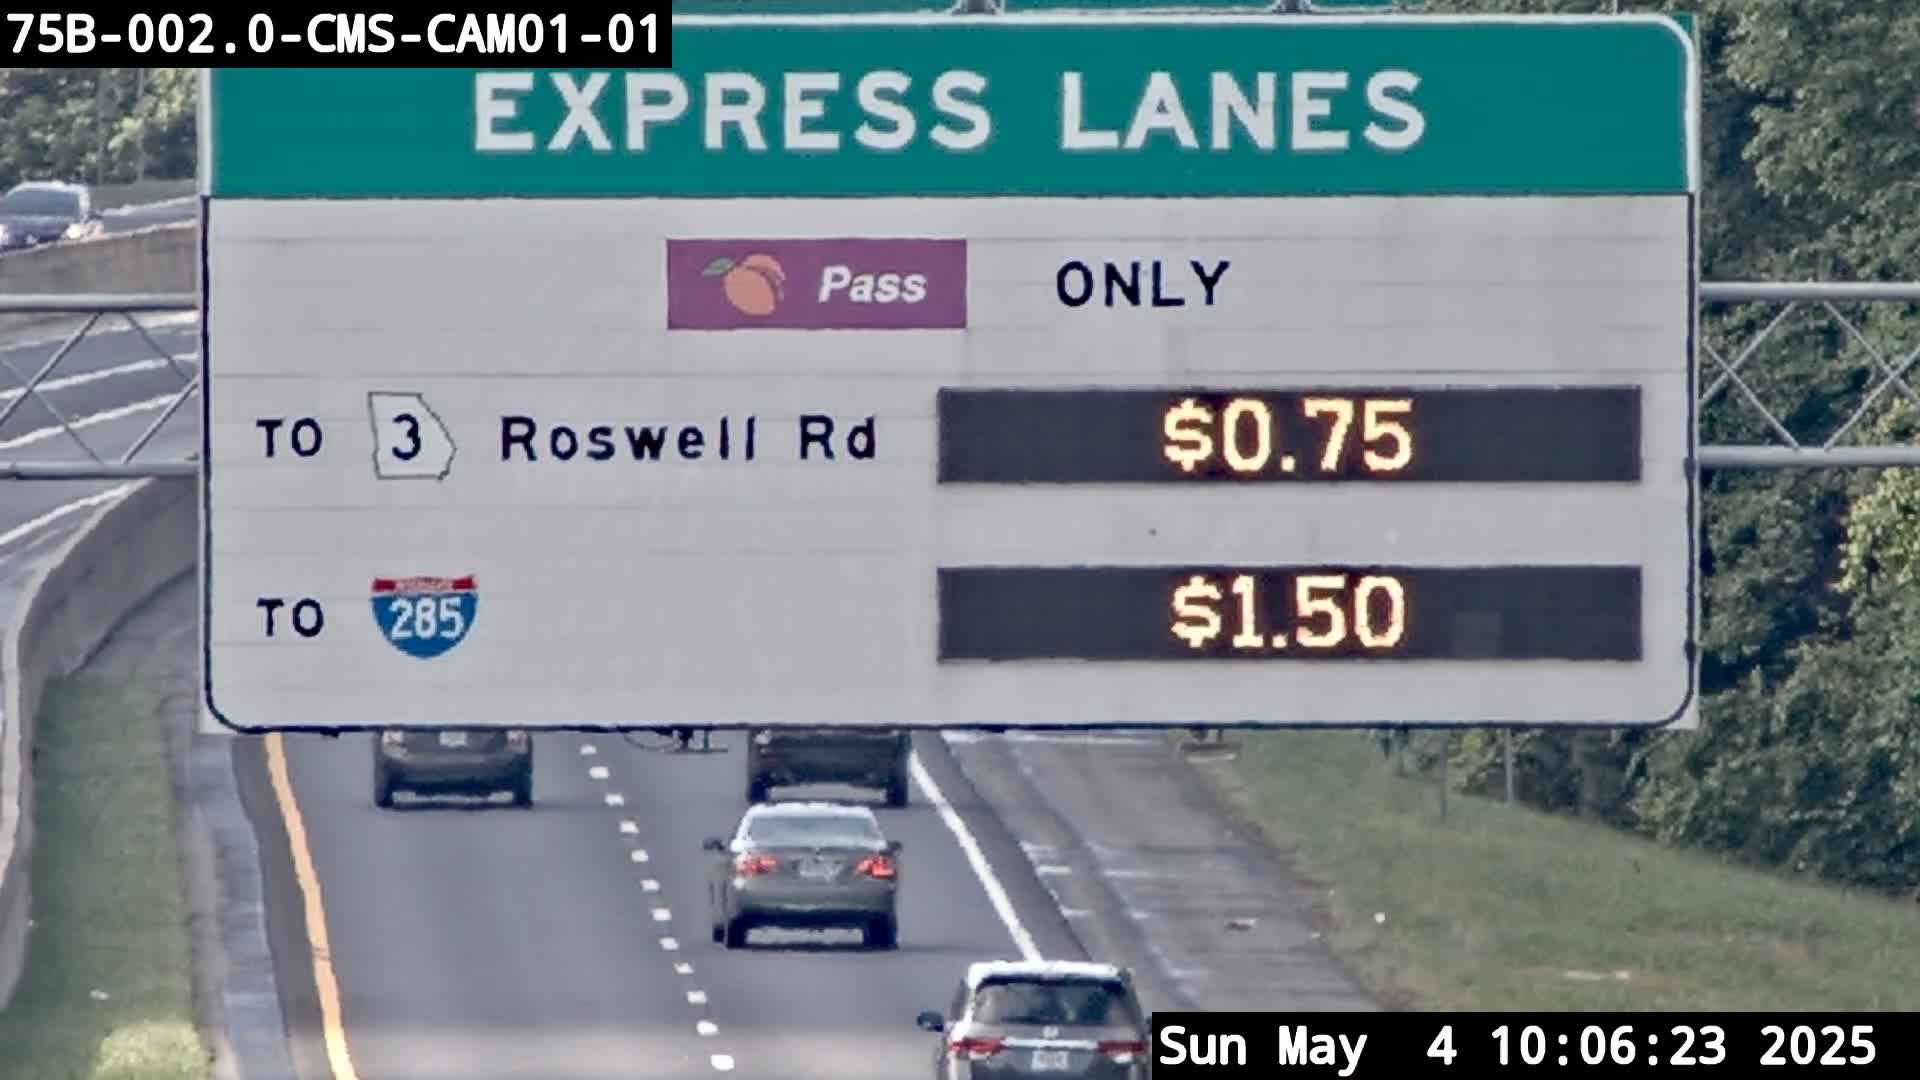 75B-002.0-CMS-CAM01-01
EXPRESS LANES
Pass ONLY
TO 3 Roswell Rd $0.75
TO 285 $1.50
Sun May 4 10:06:23 2025